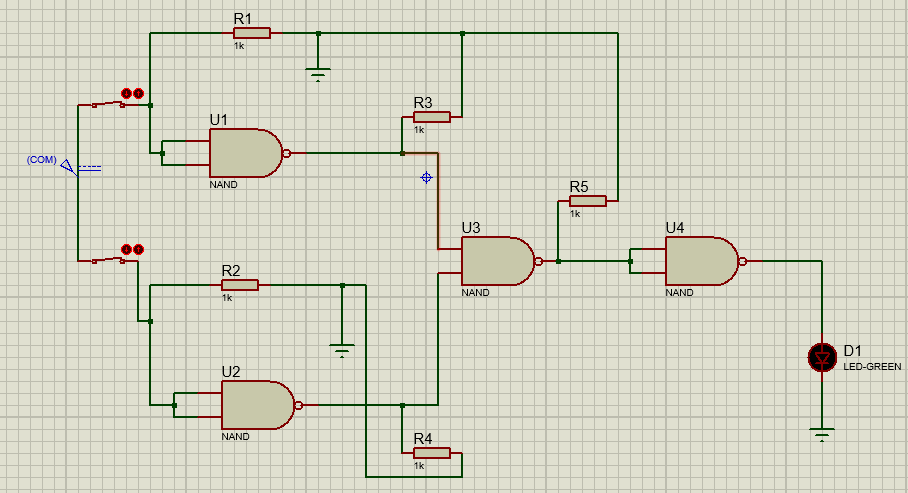 R1
1k
R3
1k
U1
(COM)
NAND
R5
1k
U3
U4
R2
1k
NAND
NAND
D1
LED-GREEN
U2
NAND
R4
1k